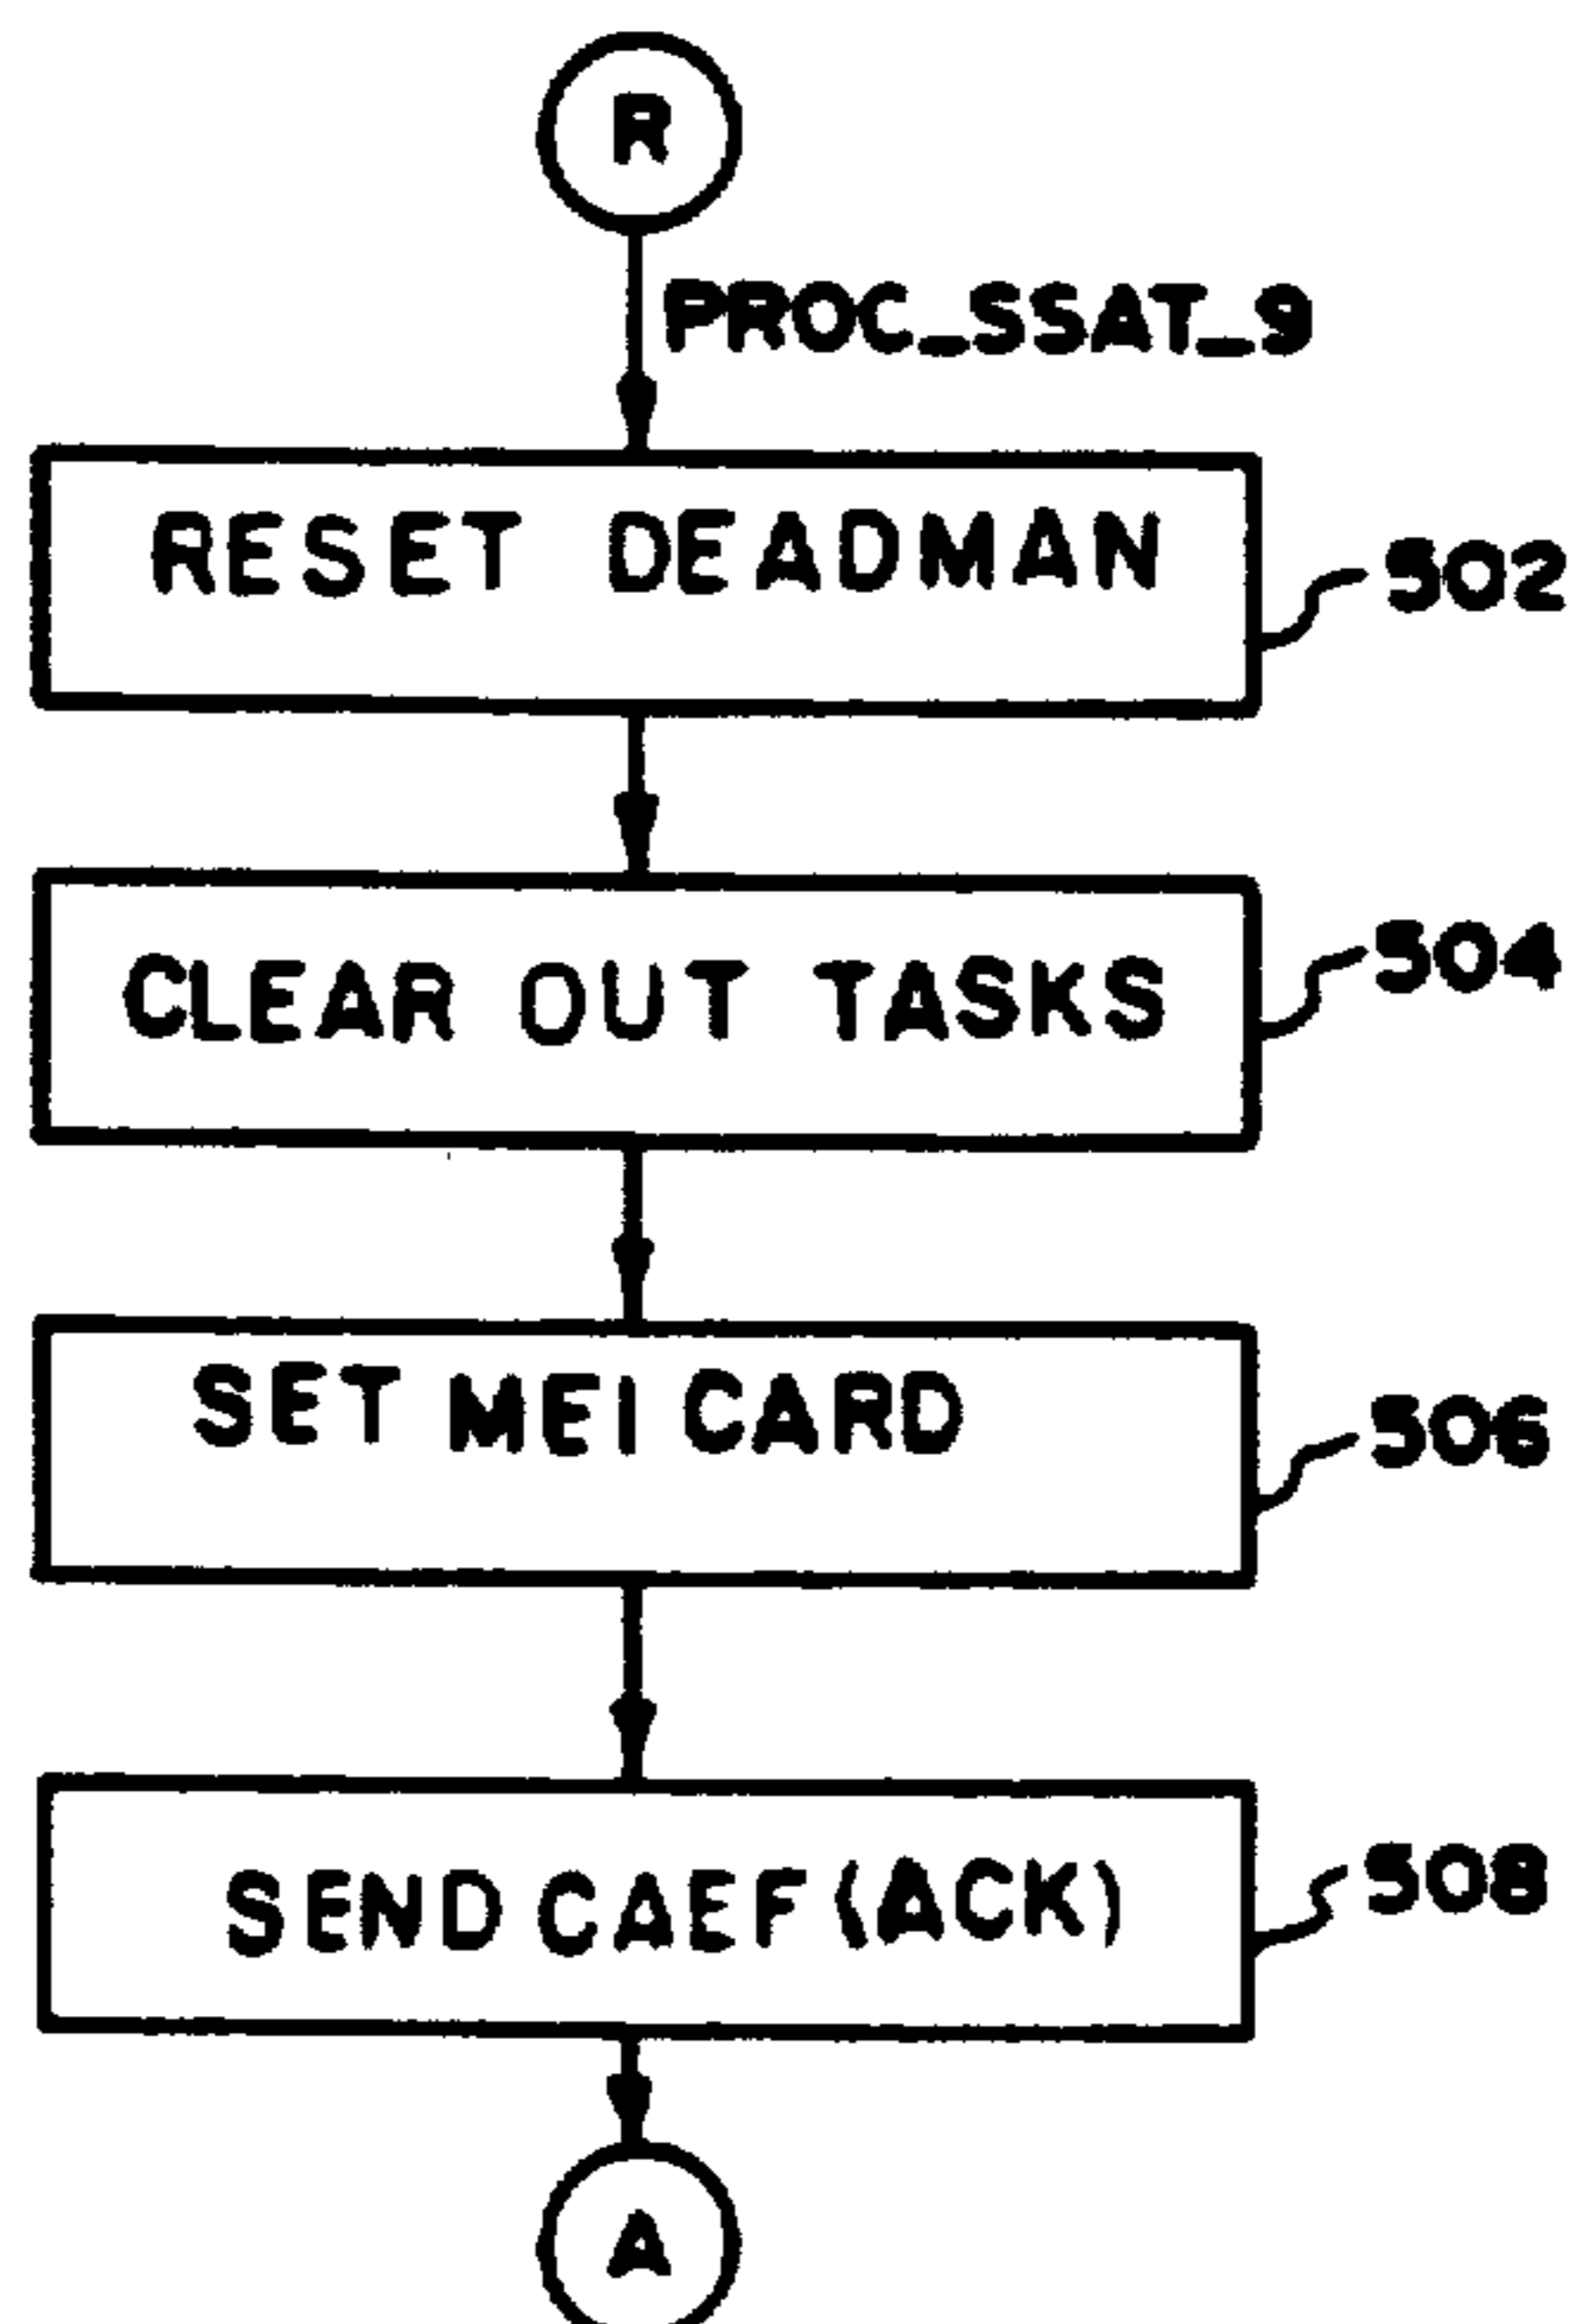 R
PROC_SSAT_9
RESET DEADMAN
502
CLEAR OUT TASKS
504
SET MEI CARD
506
SEND CAEF (ACK)
508
A